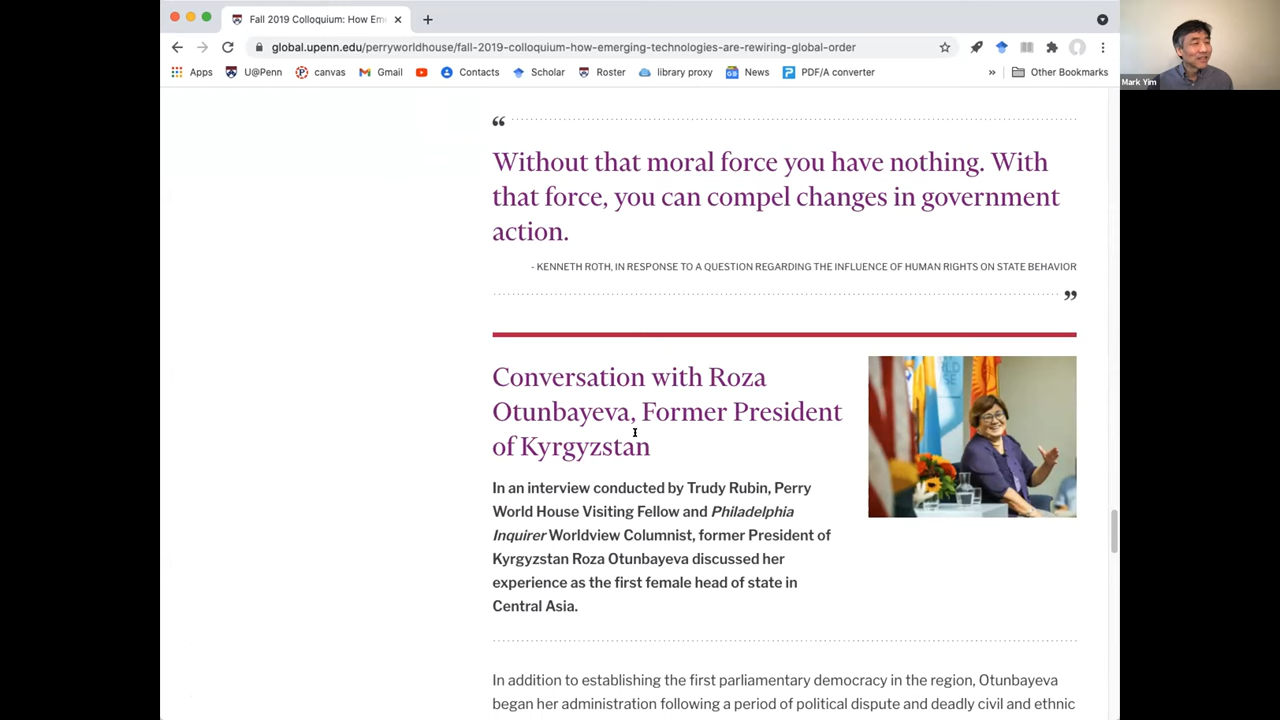 Fall 2019 Colloquium: How Eme
global.upenn.edu/perryworldhouse/fall-2019-colloquium-how-emerging-technologies-are-rewiring-global-order
Apps U@Penn canvas Gmail Contacts Scholar Roster library proxy News PDF/A converter » Other Bookmarks
Mark Yim
“
Without that moral force you have nothing. With
that force, you can compel changes in government
action.
- KENNETH ROTH, IN RESPONSE TO A QUESTION REGARDING THE INFLUENCE OF HUMAN RIGHTS ON STATE BEHAVIOR
”
Conversation with Roza
Otunbayeva, Former President
of Kyrgyzstan
In an interview conducted by Trudy Rubin, Perry
World House Visiting Fellow and Philadelphia
Inquirer Worldview Columnist, former President of
Kyrgyzstan Roza Otunbayeva discussed her
experience as the first female head of state in
Central Asia.
In addition to establishing the first parliamentary democracy in the region, Otunbayeva
began her administration following a period of political dispute and deadly civil and ethnic